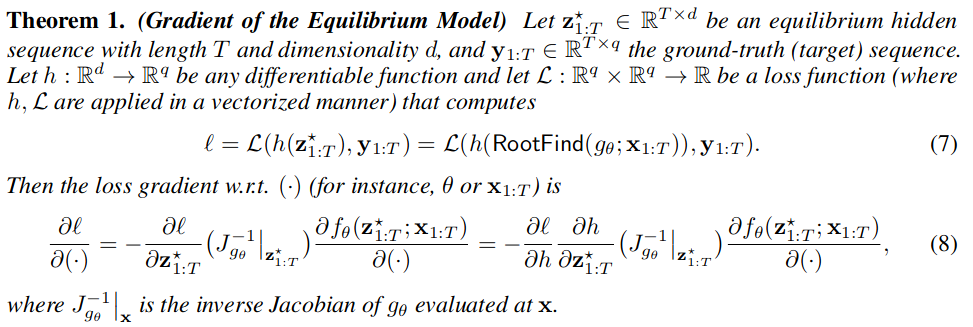 Theorem 1. (Gradient of the Equilibrium Model) Let $\mathbf{z}^\star_{1:T} \in \mathbb{R}^{T \times d}$ be an equilibrium hidden
sequence with length $T$ and dimensionality $d$, and $\mathbf{y}_{1:T} \in \mathbb{R}^{T \times q}$ the ground-truth (target) sequence.
Let $h : \mathbb{R}^d \to \mathbb{R}^q$ be any differentiable function and let $\mathcal{L} : \mathbb{R}^q \times \mathbb{R}^q \to \mathbb{R}$ be a loss function (where
$h, \mathcal{L}$ are applied in a vectorized manner) that computes
$\ell = \mathcal{L}(h(\mathbf{z}^\star_{1:T}), \mathbf{y}_{1:T}) = \mathcal{L}(h(\mathsf{RootFind}(g_\theta; \mathbf{x}_{1:T})), \mathbf{y}_{1:T}).$ (7)
Then the loss gradient w.r.t. $(\cdot)$ (for instance, $\theta$ or $\mathbf{x}_{1:T}$) is
$\frac{\partial \ell}{\partial (\cdot)} = -\frac{\partial \ell}{\partial \mathbf{z}^\star_{1:T}} \left( J^{-1}_{g_\theta} \big|_{\mathbf{z}^\star_{1:T}} \right) \frac{\partial f_\theta(\mathbf{z}^\star_{1:T}; \mathbf{x}_{1:T})}{\partial (\cdot)} = -\frac{\partial \ell}{\partial h} \frac{\partial h}{\partial \mathbf{z}^\star_{1:T}} \left( J^{-1}_{g_\theta} \big|_{\mathbf{z}^\star_{1:T}} \right) \frac{\partial f_\theta(\mathbf{z}^\star_{1:T}; \mathbf{x}_{1:T})}{\partial (\cdot)},$ (8)
where $J^{-1}_{g_\theta} \big|_{\mathbf{x}}$ is the inverse Jacobian of $g_\theta$ evaluated at $\mathbf{x}$.